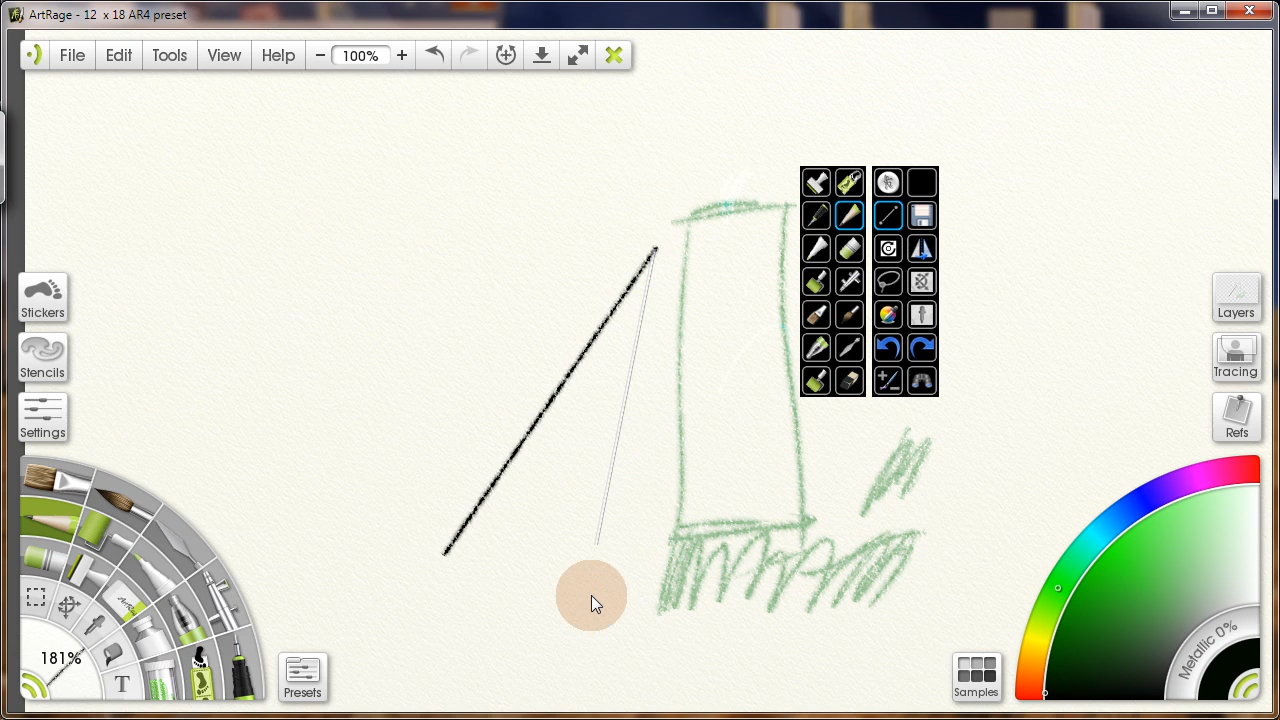 ArtRage - 12 x 18 AR4 preset
File Edit Tools View Help − 100% +
Stickers
Stencils
Settings
Layers
Tracing
Refs
181%
T
Presets
Samples
Metallic 0%